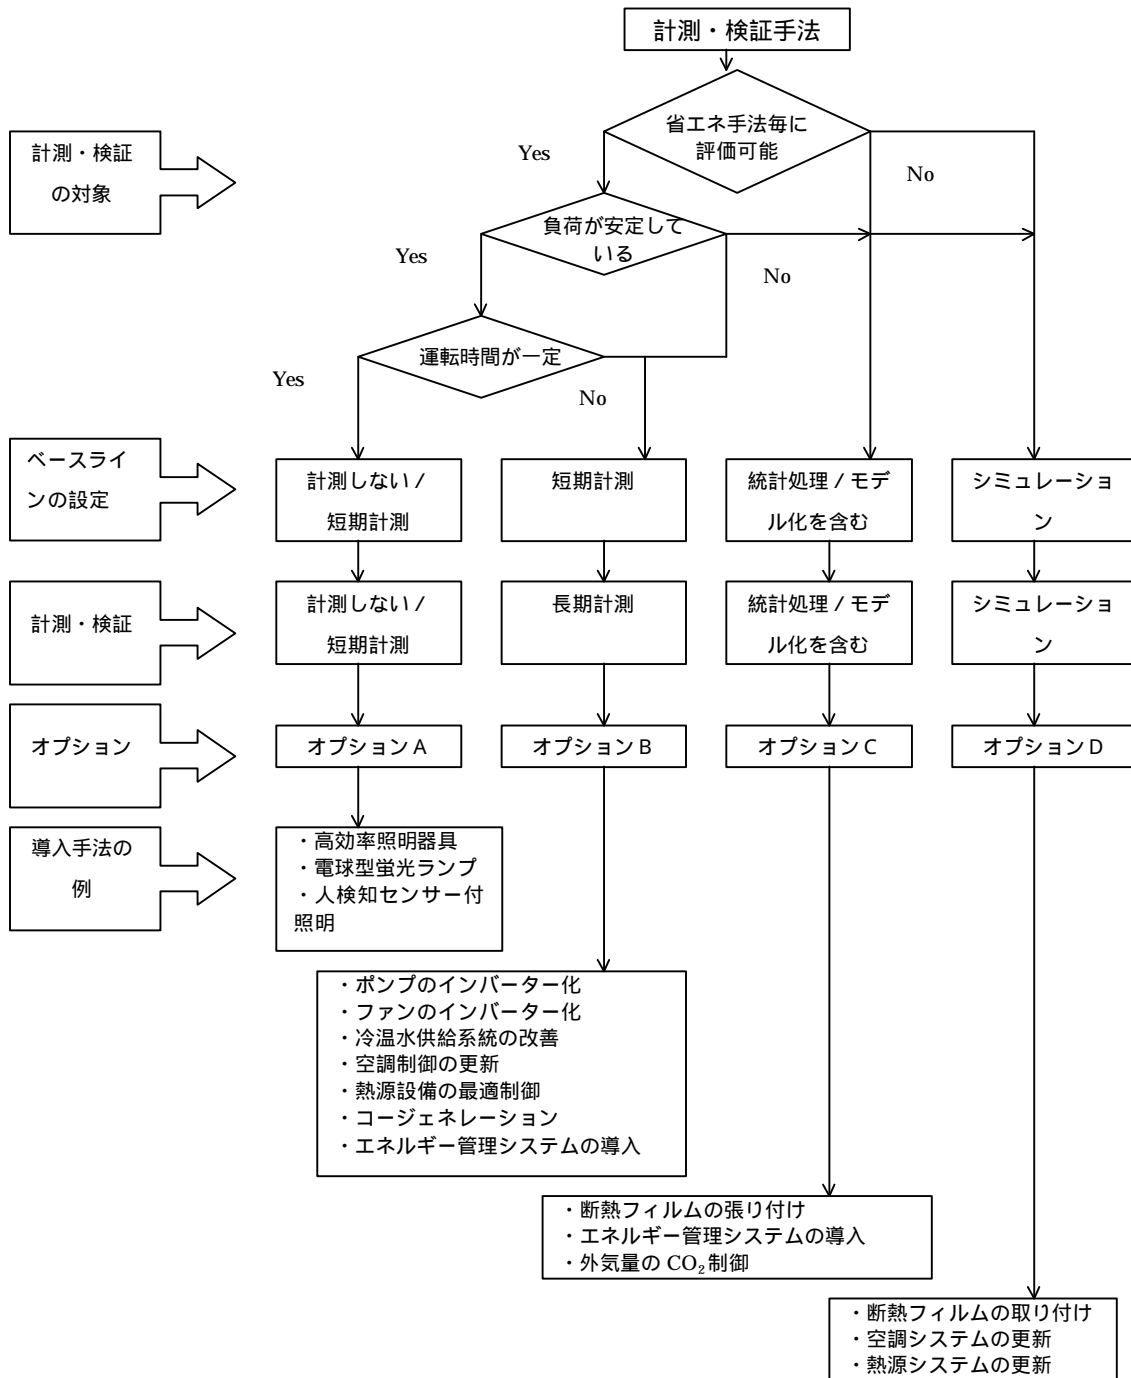 計測・検証手法
省エネ手法毎に
評価可能
Yes
No
計測・検証
の対象
負荷が安定して
いる
Yes
No
運転時間が一定
Yes
No
ベースライ
ンの設定
計測しない /
短期計測
短期計測
統計処理 / モデ
ル化を含む
シミュレーショ
ン
計測・検証
計測しない /
短期計測
長期計測
統計処理 / モデ
ル化を含む
シミュレーショ
ン
オプション
オプション A
オプション B
オプション C
オプション D
導入手法の
例
・高効率照明器具
・電球型蛍光ランプ
・人検知センサー付
照明
・ポンプのインバーター化
・ファンのインバーター化
・冷温水供給系統の改善
・空調制御の更新
・熱源設備の最適制御
・コージェネレーション
・エネルギー管理システムの導入
・断熱フィルムの張り付け
・エネルギー管理システムの導入
・外気量の CO₂制御
・断熱フィルムの取り付け
・空調システムの更新
・熱源システムの更新